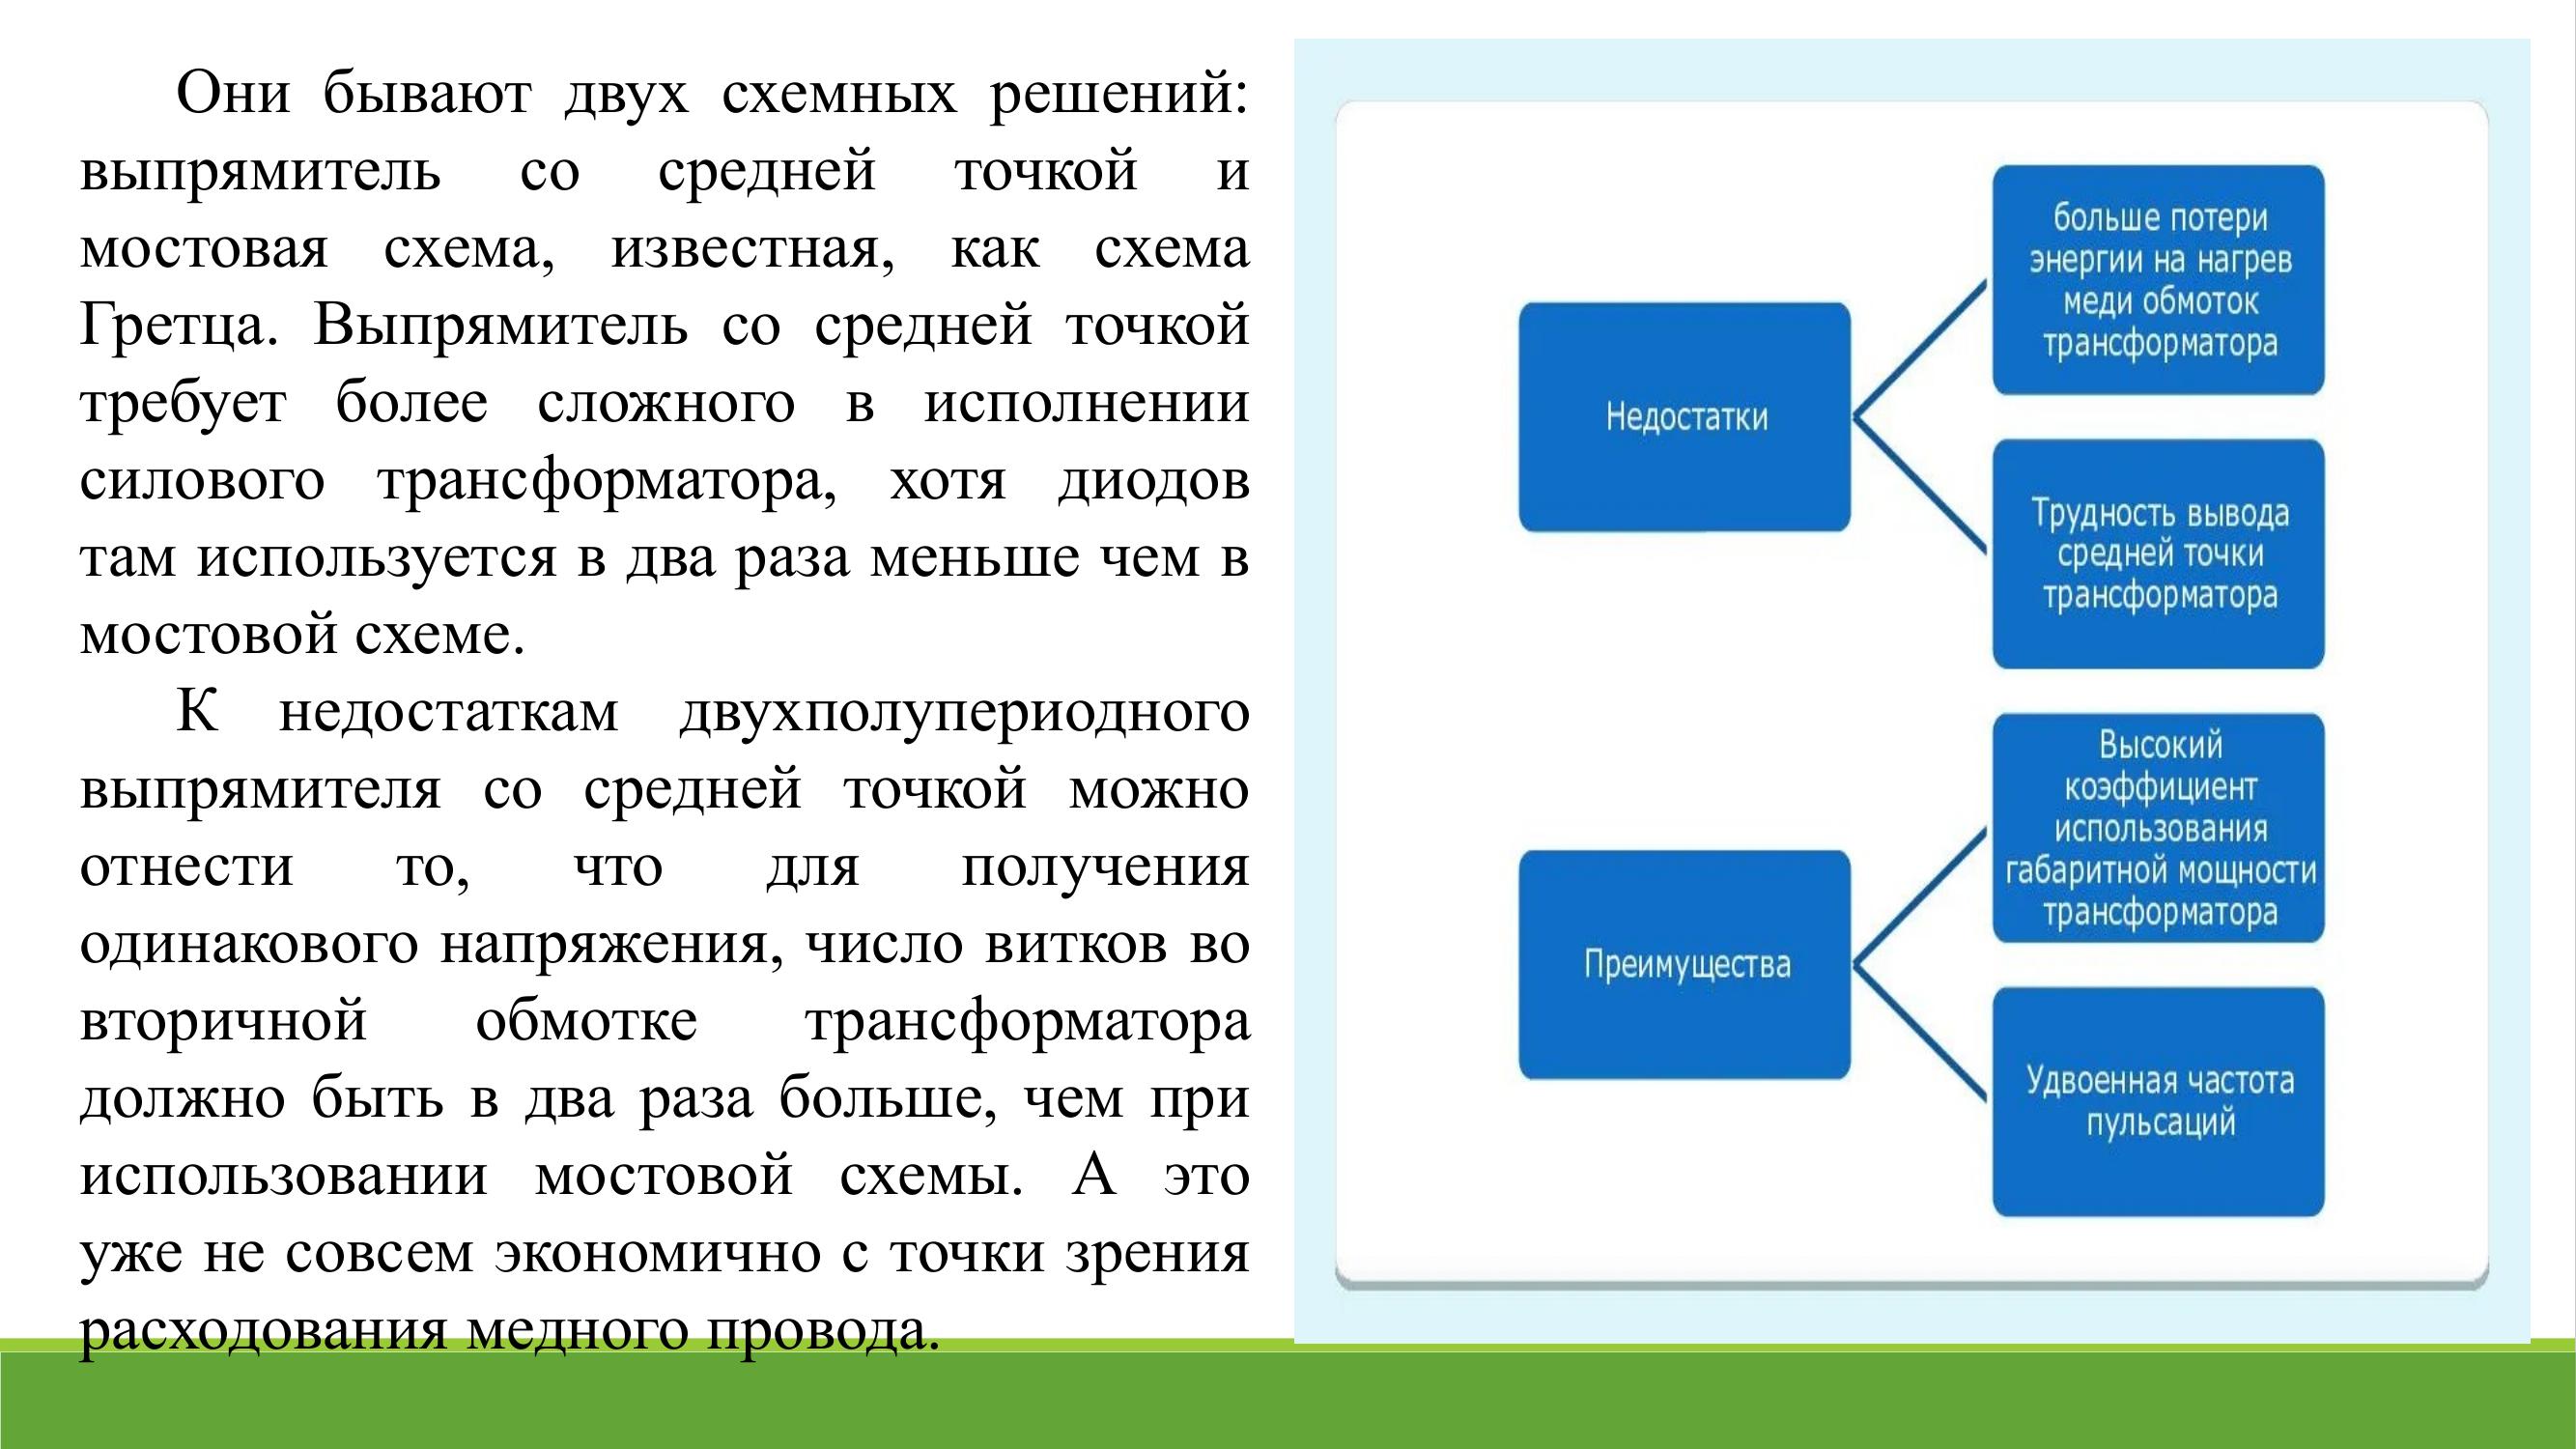 Они бывают двух схемных решений:
выпрямитель со средней точкой и
мостовая схема, известная, как схема
Гретца. Выпрямитель со средней точкой
требует более сложного в исполнении
силового трансформатора, хотя диодов
там используется в два раза меньше чем в
мостовой схеме.
К недостаткам двухполупериодного
выпрямителя со средней точкой можно
отнести то, что для получения
одинакового напряжения, число витков во
вторичной обмотке трансформатора
должно быть в два раза больше, чем при
использовании мостовой схемы. А это
уже не совсем экономично с точки зрения
расходования медного провода.
Недостатки
больше потери
энергии на нагрев
меди обмоток
трансформатора
Трудность вывода
средней точки
трансформатора
Преимущества
Высокий
коэффициент
использования
габаритной мощности
трансформатора
Удвоенная частота
пульсаций